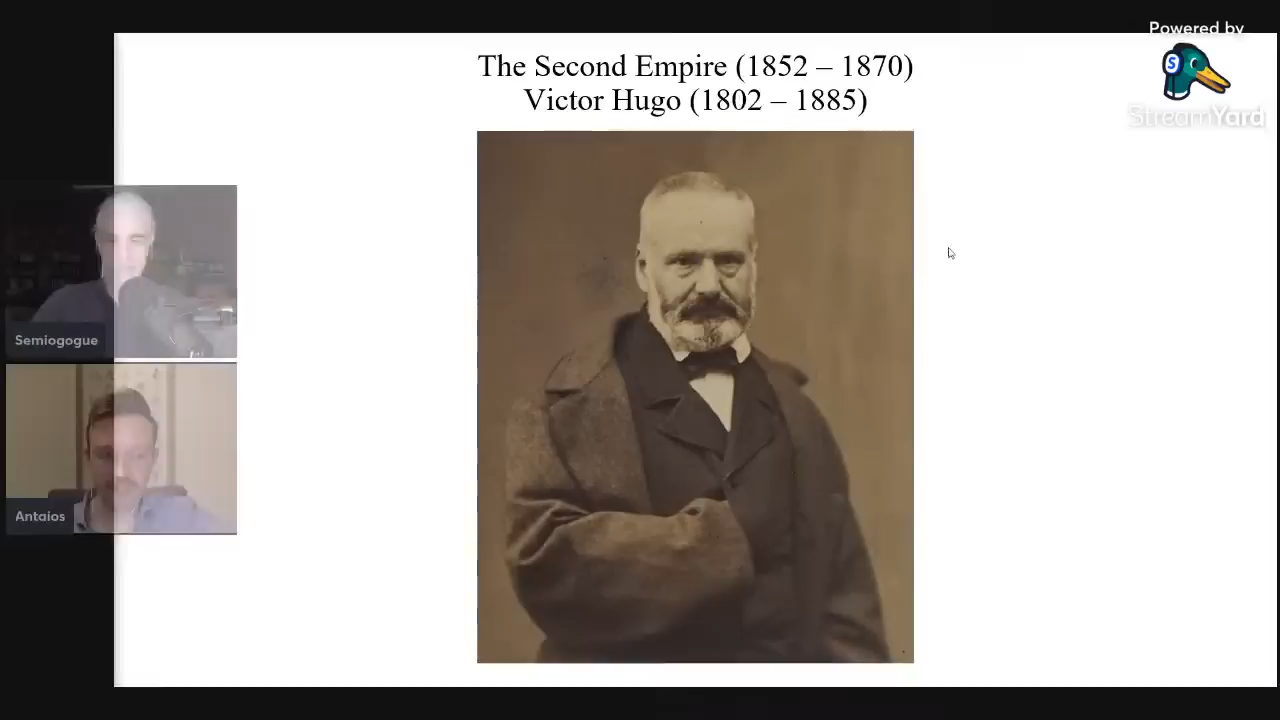 Powered by
StreamYard
The Second Empire (1852 – 1870)
Victor Hugo (1802 – 1885)
Semiogogue
Antaios